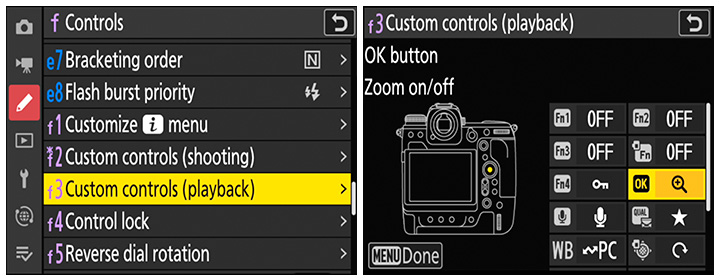 f Controls
e7 Bracketing order N
e8 Flash burst priority
f1 Customize i menu
f2 Custom controls (shooting)
f3 Custom controls (playback)
f4 Control lock
f5 Reverse dial rotation
f3 Custom controls (playback)
OK button
Zoom on/off
Fn1 OFF Fn2 OFF
Fn3 OFF Fn OFF
Fn4 OK
QUAL
MENU Done
WB PC